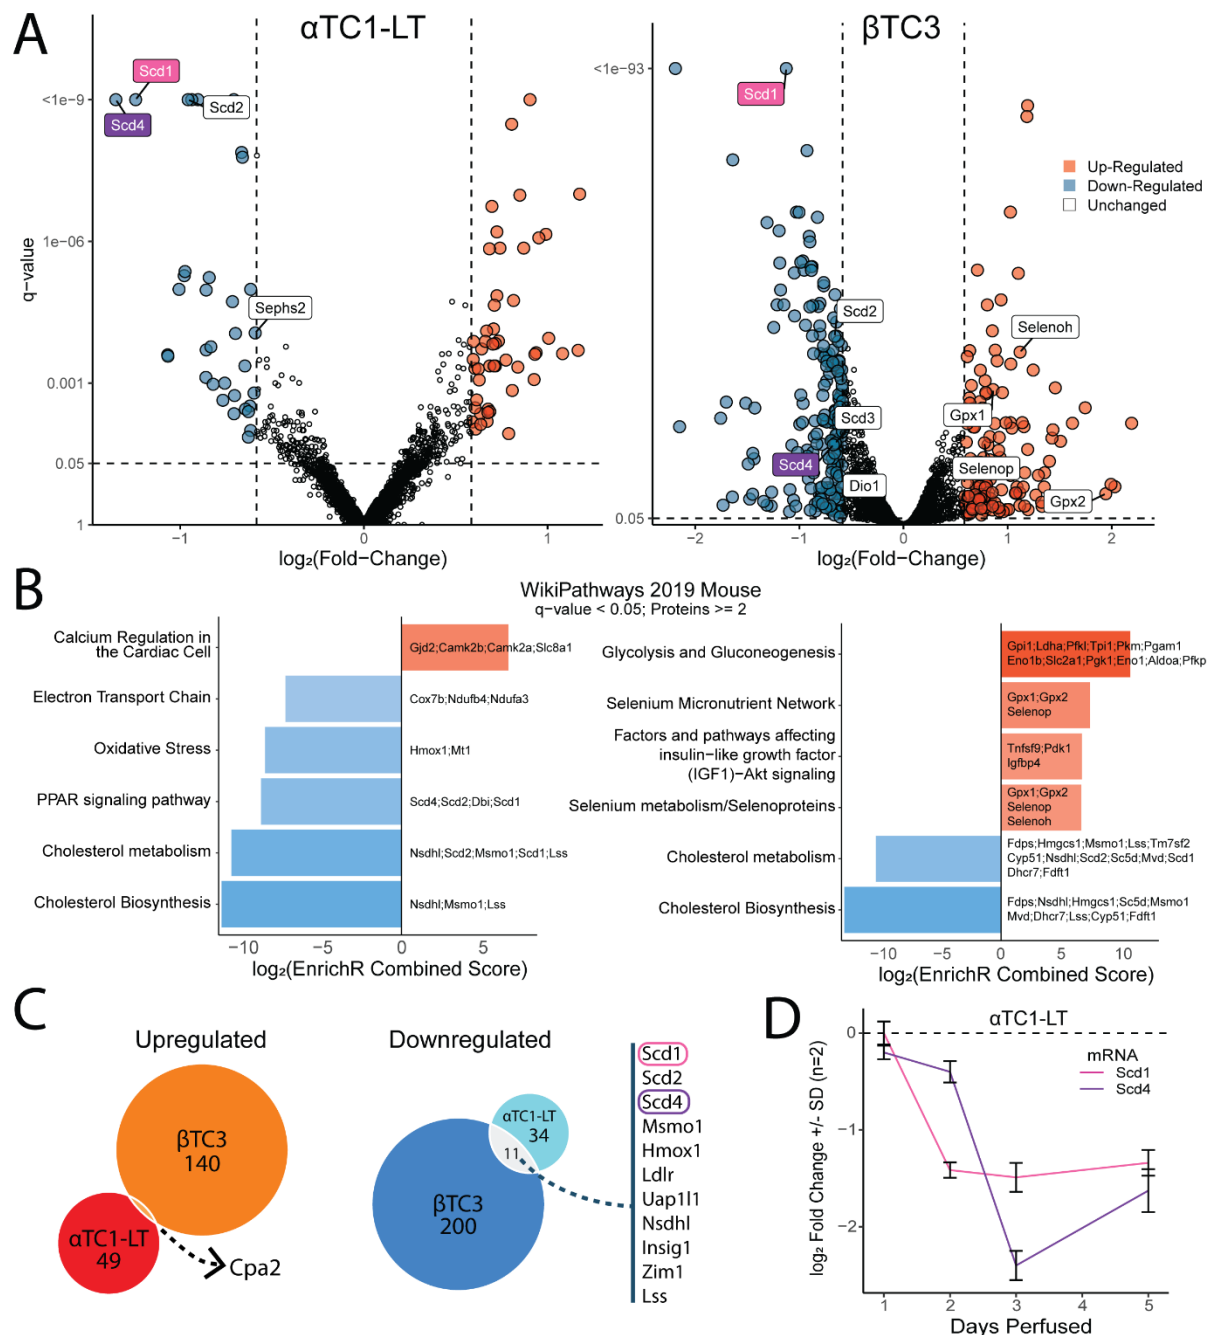 A
αTC1-LT
βTC3
<1e-9
1e-06
0.001
0.05
1
q-value
Scd1
Scd4
Scd2
Sephs2
−1
0
1
log₂(Fold−Change)
<1e-93
0.05
Scd1
Scd2
Scd3
Scd4
Dio1
Selenoh
Gpx1
Selenop
Gpx2
Up-Regulated
Down-Regulated
Unchanged
−2
−1
0
1
2
log₂(Fold−Change)
B
WikiPathways 2019 Mouse
q-value < 0.05; Proteins >= 2
Calcium Regulation in
the Cardiac Cell
Gjd2;Camk2b;Camk2a;Slc8a1
Electron Transport Chain
Cox7b;Ndufb4;Ndufa3
Oxidative Stress
Hmox1;Mt1
PPAR signaling pathway
Scd4;Scd2;Dbi;Scd1
Cholesterol metabolism
Nsdhl;Scd2;Msmo1;Scd1;Lss
Cholesterol Biosynthesis
Nsdhl;Msmo1;Lss
−10
−5
0
5
log₂(EnrichR Combined Score)
Glycolysis and Gluconeogenesis
Gpi1;Ldha;Pfkl;Tpi1;Pkm;Pgam1
Eno1b;Slc2a1;Pgk1;Eno1;Aldoa;Pfkp
Selenium Micronutrient Network
Gpx1;Gpx2
Selenop
Factors and pathways affecting
insulin−like growth factor
(IGF1)−Akt signaling
Tnfsf9;Pdk1
Igfbp4
Selenium metabolism/Selenoproteins
Gpx1;Gpx2
Selenop
Selenoh
Cholesterol metabolism
Fdps;Hmgcs1;Msmo1;Lss;Tm7sf2
Cyp51;Nsdhl;Scd2;Sc5d;Mvd;Scd1
Dhcr7;Fdft1
Cholesterol Biosynthesis
Fdps;Nsdhl;Hmgcs1;Sc5d;Msmo1
Mvd;Dhcr7;Lss;Cyp51;Fdft1
−10
−5
0
5
10
log₂(EnrichR Combined Score)
C
Upregulated
βTC3
140
αTC1-LT
49
Cpa2
Downregulated
αTC1-LT
34
11
βTC3
200
Scd1
Scd2
Scd4
Msmo1
Hmox1
Ldlr
Uap1l1
Nsdhl
Insig1
Zim1
Lss
D
αTC1-LT
mRNA
Scd1
Scd4
log₂ Fold Change +/- SD (n=2)
0
−1
−2
1
2
3
4
5
Days Perfused